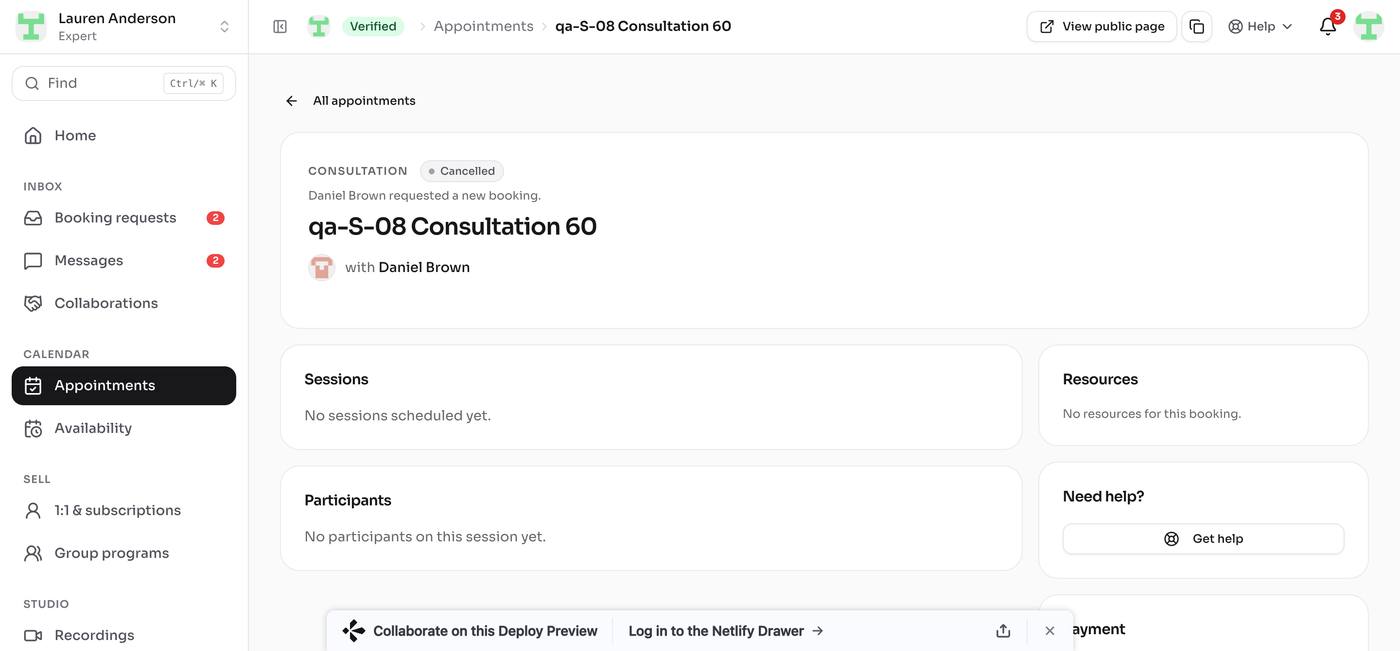 Lauren Anderson
Expert
Verified
Appointments
qa-S-08 Consultation 60
View public page
Help
3
Find
Ctrl/⌘ K
Home
INBOX
Booking requests 2
Messages 2
Collaborations
CALENDAR
Appointments
Availability
SELL
1:1 & subscriptions
Group programs
STUDIO
Recordings
All appointments
CONSULTATION
Cancelled
Daniel Brown requested a new booking.
qa-S-08 Consultation 60
with Daniel Brown
Sessions
No sessions scheduled yet.
Participants
No participants on this session yet.
Resources
No resources for this booking.
Need help?
Get help
ayment
Collaborate on this Deploy Preview
Log in to the Netlify Drawer →